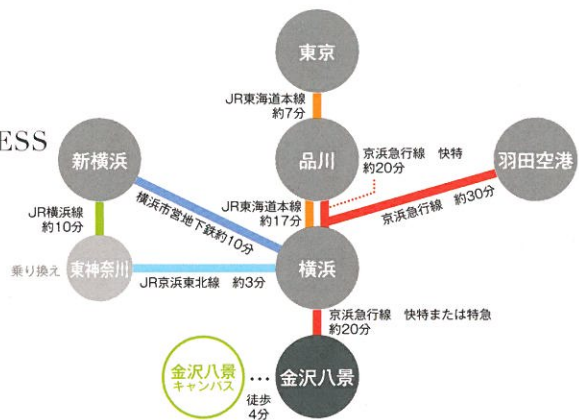 東京
JR東海道本線
約7分
ESS
新横浜
品川
京浜急行線　快特
約20分
羽田空港
JR横浜線
約10分
横浜市営地下鉄約10分
JR東海道本線
約17分
京浜急行線　約30分
乗り換え
東神奈川
JR京浜東北線　約3分
横浜
京浜急行線　快特または特急
約20分
金沢八景
キャンパス
…
徒歩
4分
金沢八景